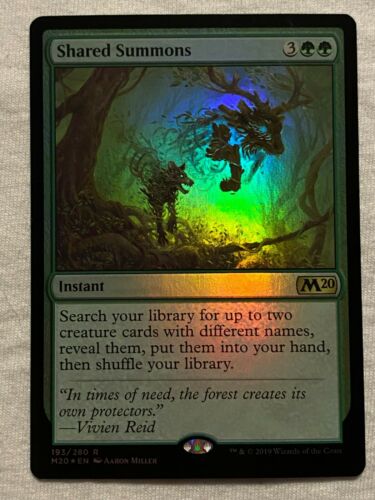 Shared Summons 3
Instant M20
Search your library for up to two
creature cards with different names,
reveal them, put them into your hand,
then shuffle your library.
"In times of need, the forest creates its
own protectors."
—Vivien Reid
193/280 R
M20 ★ EN Aaron Miller
™ & © 2019 Wizards of the Coast